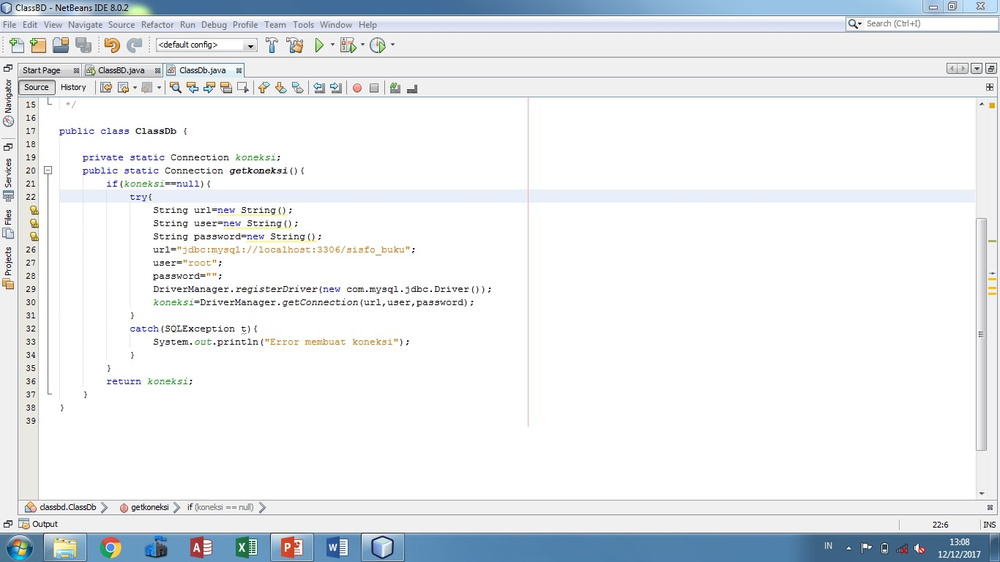 ClassBD - NetBeans IDE 8.0.2
File Edit View Navigate Source Refactor Run Debug Profile Team Tools Window Help
Search (Ctrl+I)
<default config>
Start Page ClassBD.java ClassDb.java
Source History
Navigator
Services
Files
Projects
15 */
16
17 public class ClassDb {
18
19 private static Connection koneksi;
20 public static Connection getkoneksi(){
21 if(koneksi==null){
22 try{
String url=new String();
String user=new String();
String password=new String();
26 url="jdbc:mysql://localhost:3306/sisfo_buku";
27 user="root";
28 password="";
29 DriverManager.registerDriver(new com.mysql.jdbc.Driver());
30 koneksi=DriverManager.getConnection(url,user,password);
31 }
32 catch(SQLException t){
33 System.out.println("Error membuat koneksi");
34 }
35 }
36 return koneksi;
37 }
38 }
39
classbd.ClassDb getkoneksi if (koneksi == null)
Output
22:6 INS
IN 13:08
12/12/2017